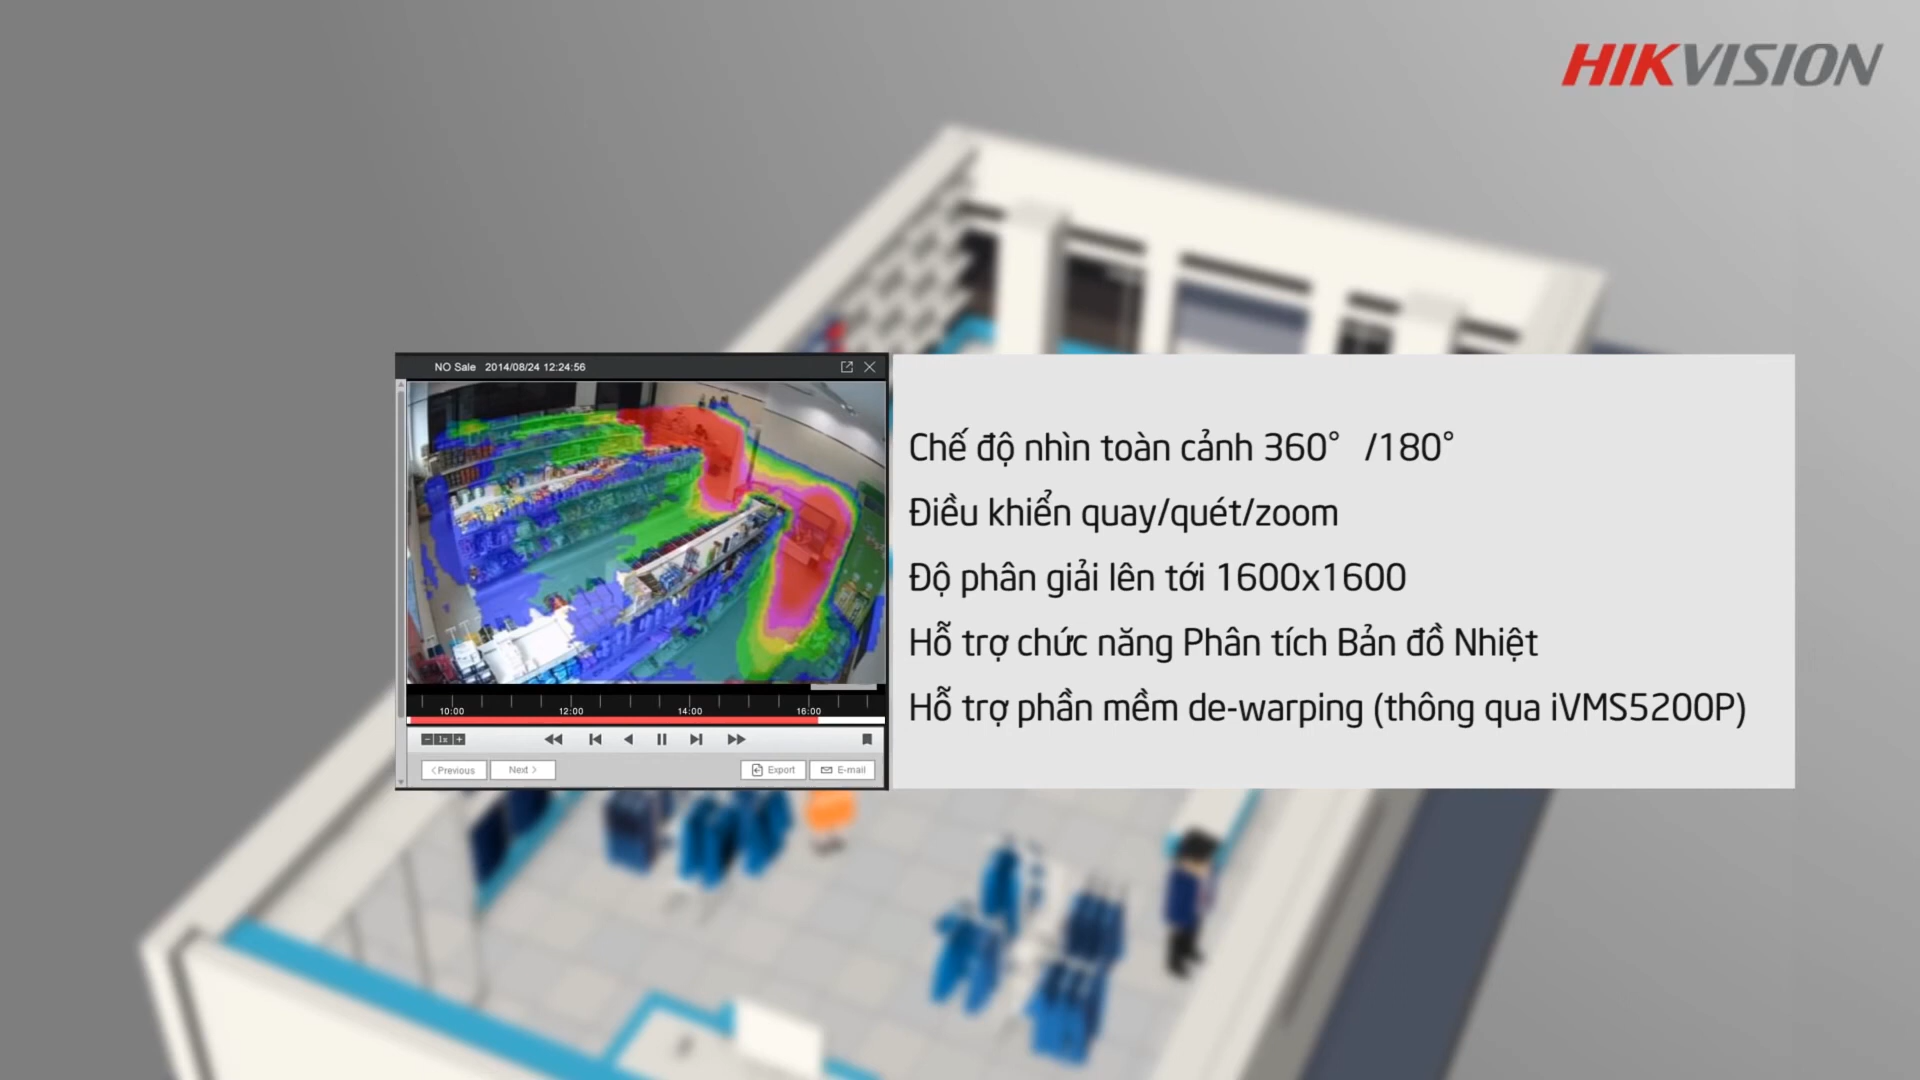 HIKVISION
NO Sale 2014/08/24 12:24:56
10:00 12:00 14:00 16:00
- 1x +
< Previous Next > Export E-mail
Chế độ nhìn toàn cảnh 360° /180°
Điều khiển quay/quét/zoom
Độ phân giải lên tới 1600x1600
Hỗ trợ chức năng Phân tích Bản đồ Nhiệt
Hỗ trợ phần mềm de-warping (thông qua iVMS5200P)